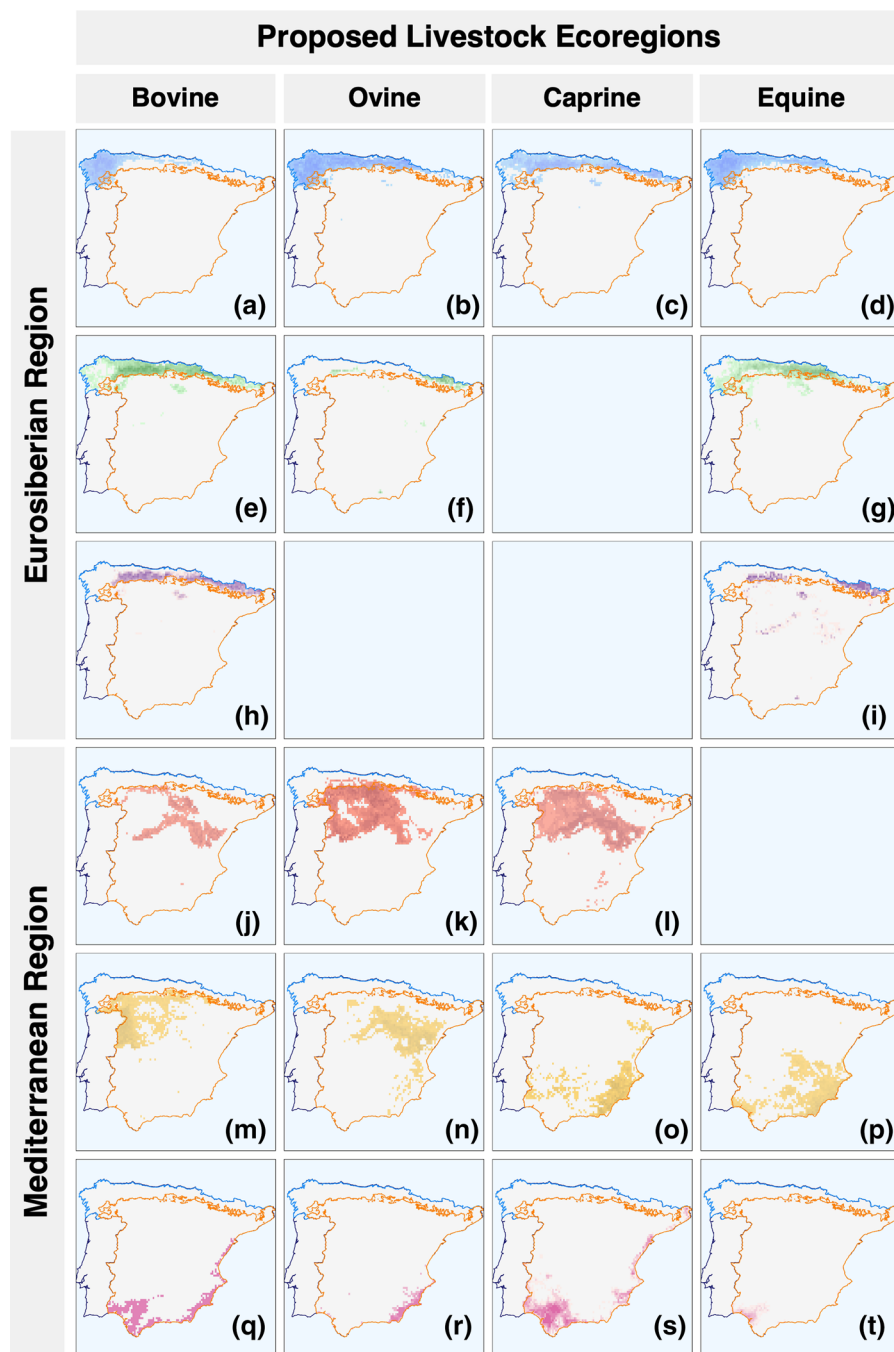 Proposed Livestock Ecoregions
Bovine Ovine Caprine Equine
Eurosiberian Region
(a) (b) (c) (d)
(e) (f) (g)
(h) (i)
Mediterranean Region
(j) (k) (l)
(m) (n) (o) (p)
(q) (r) (s) (t)